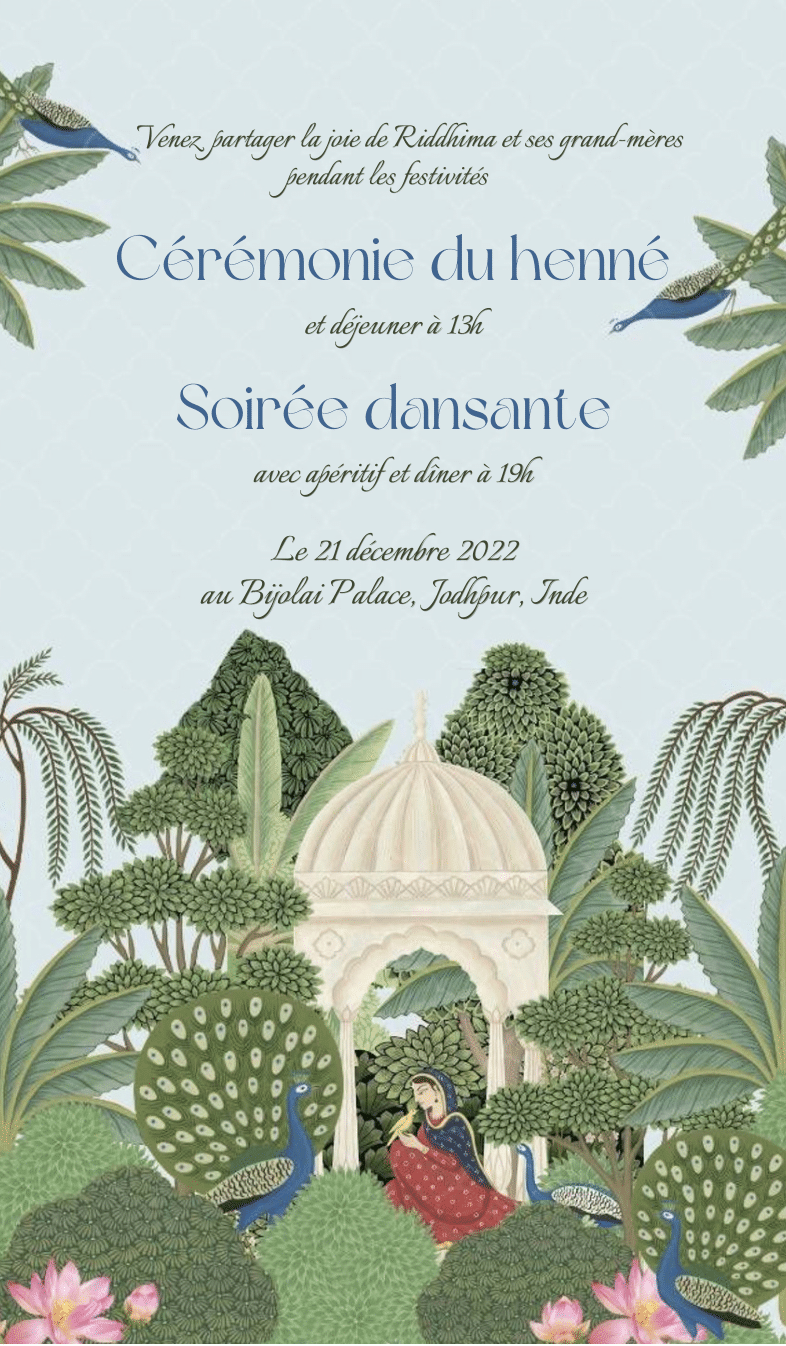 Venez partager la joie de Riddhima et ses grand-mères
pendant les festivités
Cérémonie du henné
et déjeuner à 13h
Soirée dansante
avec apéritif et dîner à 19h
Le 21 décembre 2022
au Bijolai Palace, Jodhpur, Inde